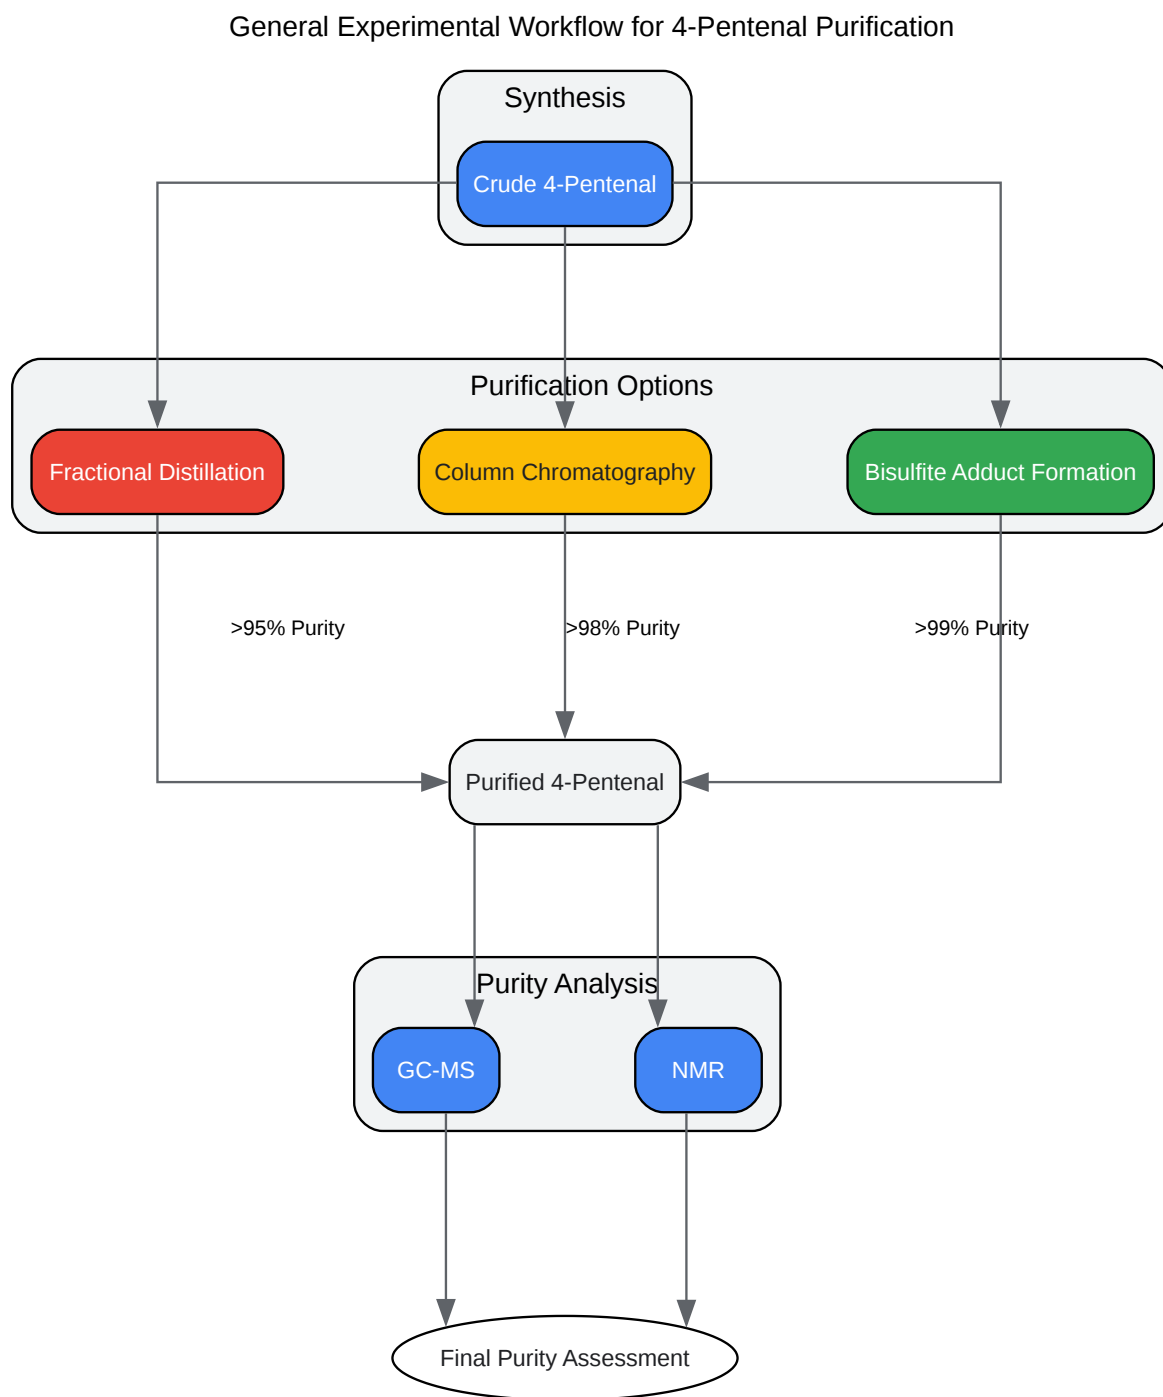 General Experimental Workflow for 4-Pentenal Purification
Synthesis
Crude 4-Pentenal
Purification Options
Fractional Distillation
Column Chromatography
Bisulfite Adduct Formation
>95% Purity
>98% Purity
>99% Purity
Purified 4-Pentenal
Purity Analysis
GC-MS
NMR
Final Purity Assessment